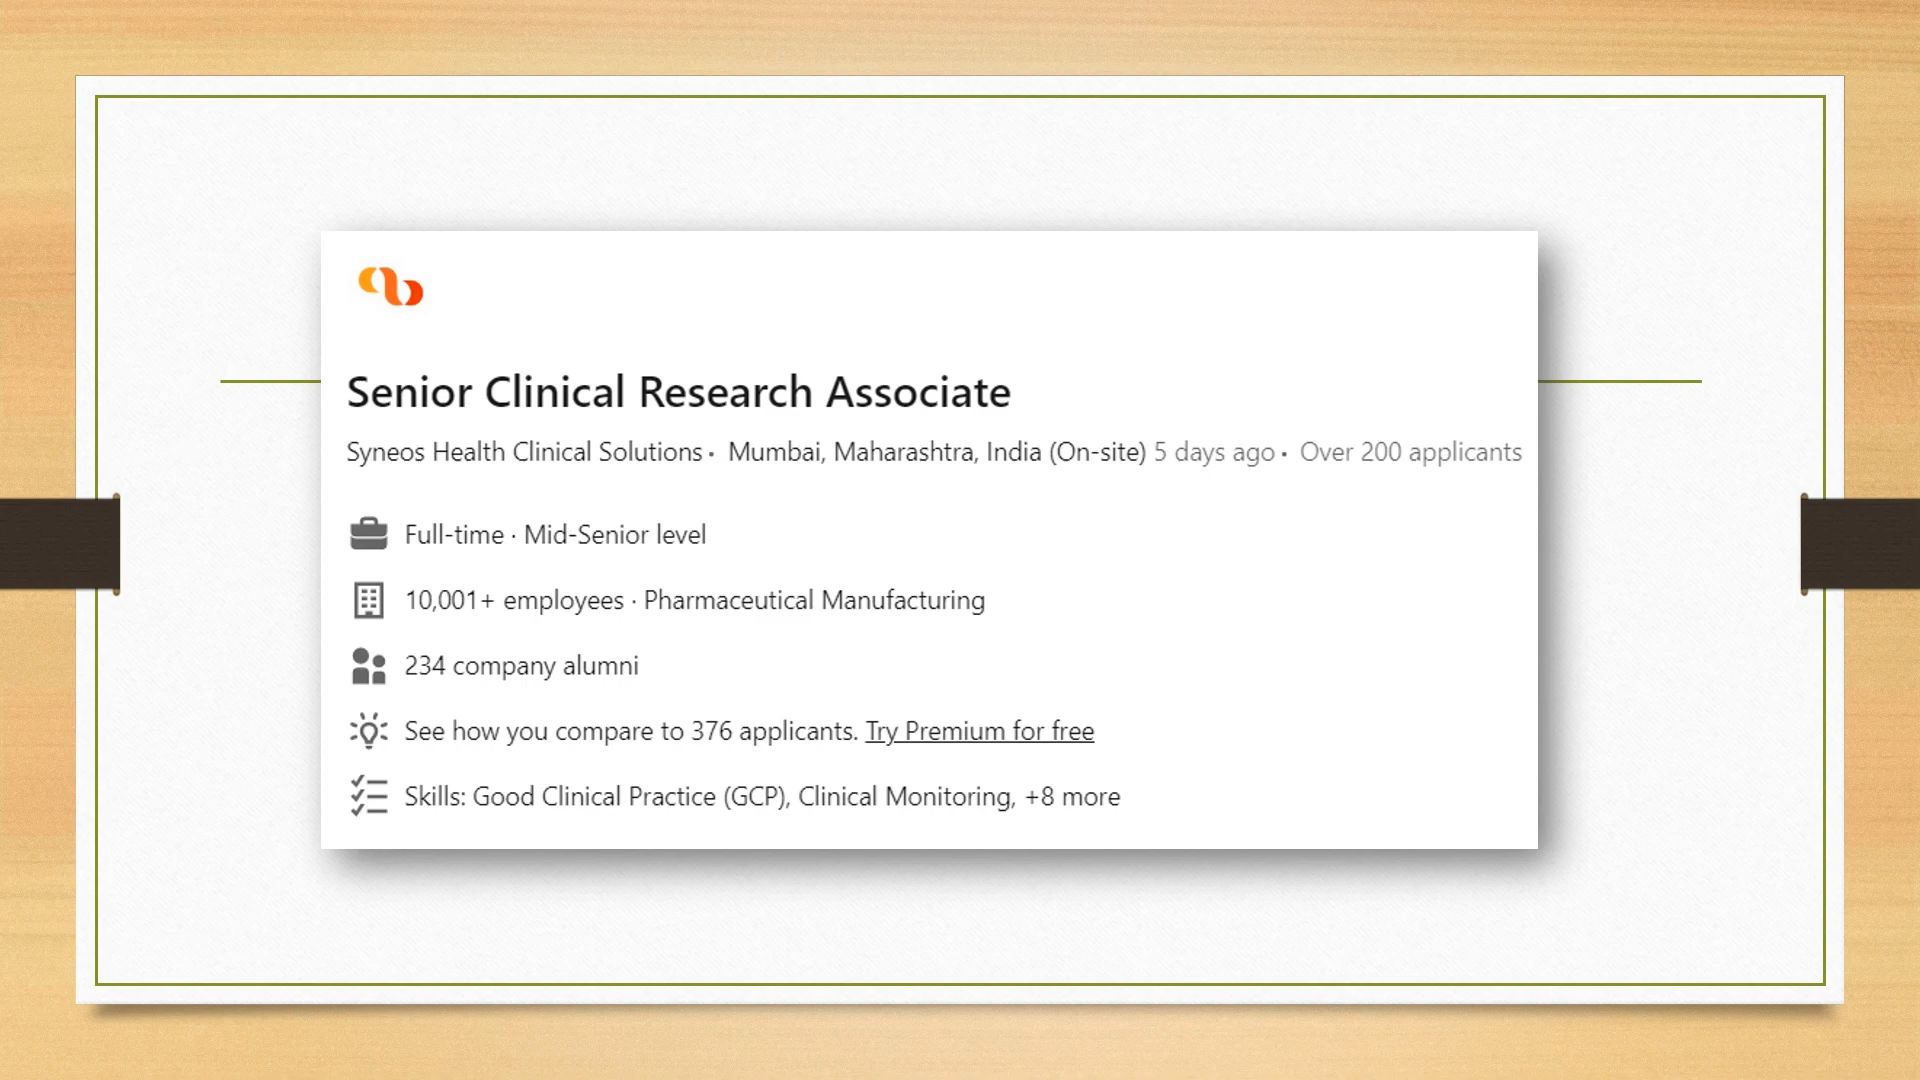 Senior Clinical Research Associate
Syneos Health Clinical Solutions · Mumbai, Maharashtra, India (On-site) 5 days ago · Over 200 applicants
Full-time · Mid-Senior level
10,001+ employees · Pharmaceutical Manufacturing
234 company alumni
See how you compare to 376 applicants. Try Premium for free
Skills: Good Clinical Practice (GCP), Clinical Monitoring, +8 more